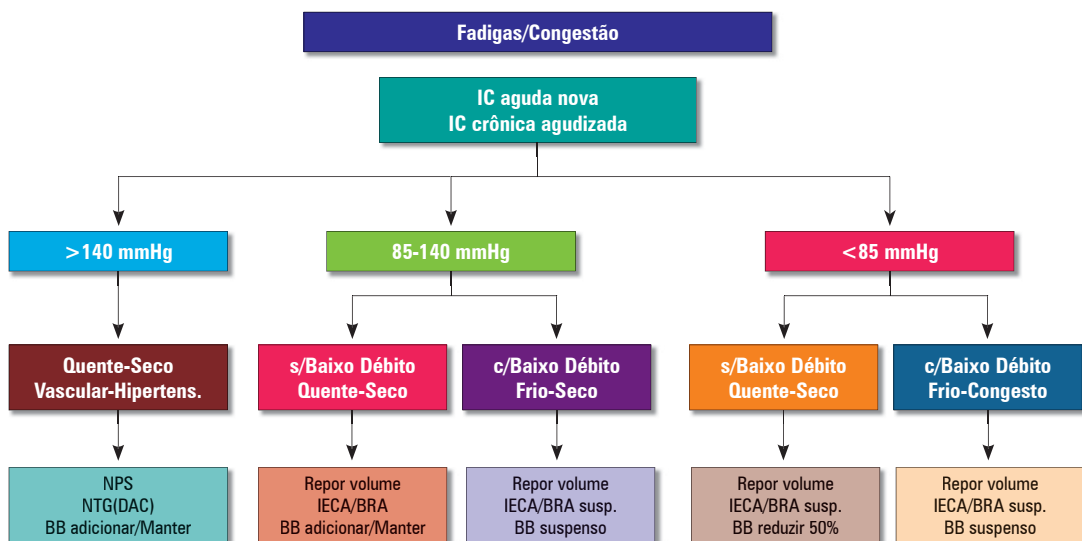 Fadigas/Congestão
IC aguda nova
IC crônica agudizada
>140 mmHg
85-140 mmHg
<85 mmHg
Quente-Seco
Vascular-Hipertens.
s/Baixo Débito
Quente-Seco
c/Baixo Débito
Frio-Seco
s/Baixo Débito
Quente-Seco
c/Baixo Débito
Frio-Congesto
NPS
NTG(DAC)
BB adicionar/Manter
Repor volume
IECA/BRA
BB adicionar/Manter
Repor volume
IECA/BRA susp.
BB suspenso
Repor volume
IECA/BRA susp.
BB reduzir 50%
Repor volume
IECA/BRA susp.
BB suspenso